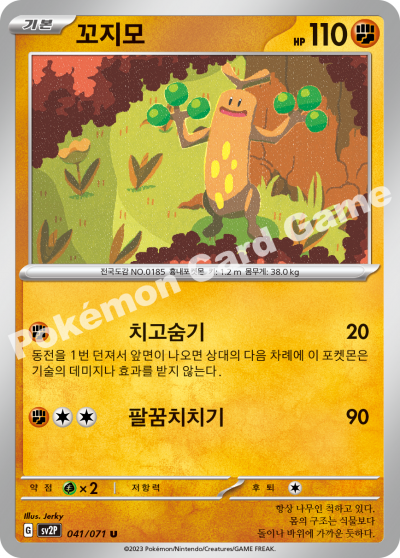 기본 꼬지모 HP 110
전국도감 NO.0185 흉내포켓몬 키: 1.2 m 몸무게: 38.0 kg
Pokémon Card Game
치고숨기 20
동전을 1번 던져서 앞면이 나오면 상대의 다음 차례에 이 포켓몬은
기술의 데미지나 효과를 받지 않는다.
팔꿈치치기 90
약점 ×2 저항력 후퇴
Illus. Jerky
G sv2P 041/071 U
항상 나무인 척하고 있다.
몸의 구조는 식물보다
돌이나 바위에 가까운 듯하다.
©2023 Pokémon/Nintendo/Creatures/GAME FREAK.